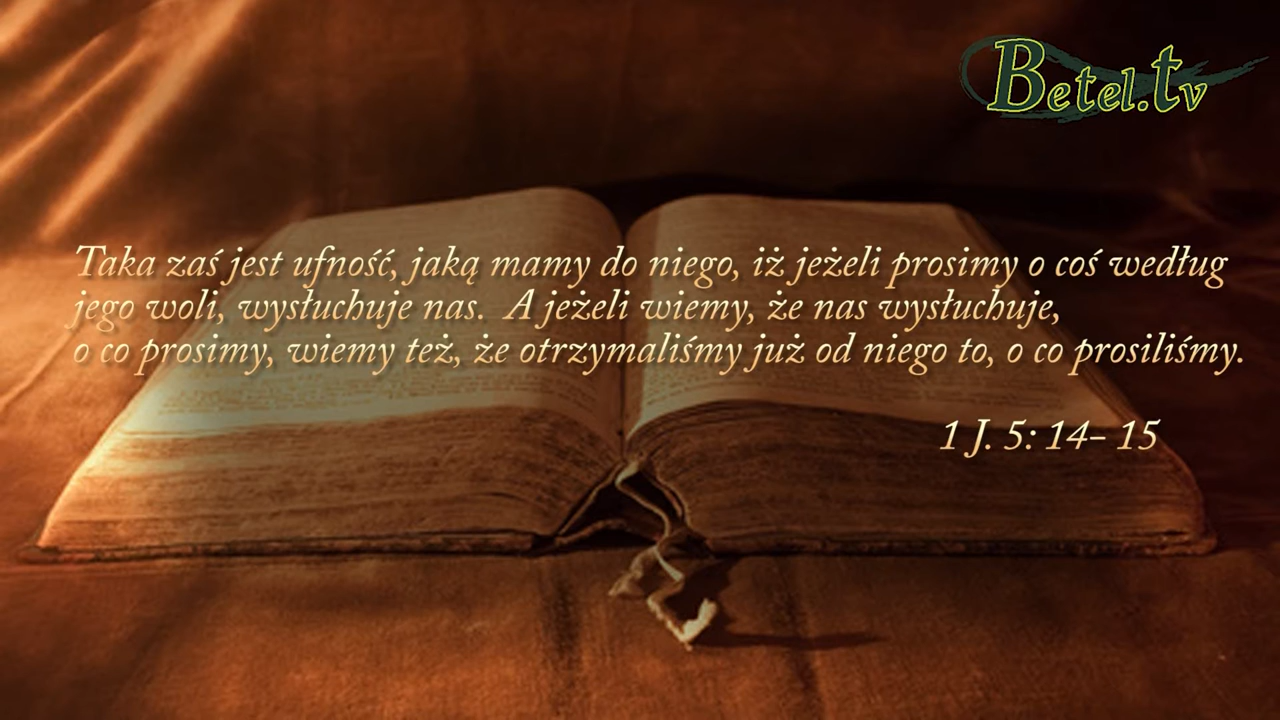 Betel.tv
Taka zaś jest ufność, jaką mamy do niego, iż jeżeli prosimy o coś według
jego woli, wysłuchuje nas.  A jeżeli wiemy, że nas wysłuchuje,
o co prosimy, wiemy też, że otrzymaliśmy już od niego to, o co prosiliśmy.
1 J. 5: 14– 15